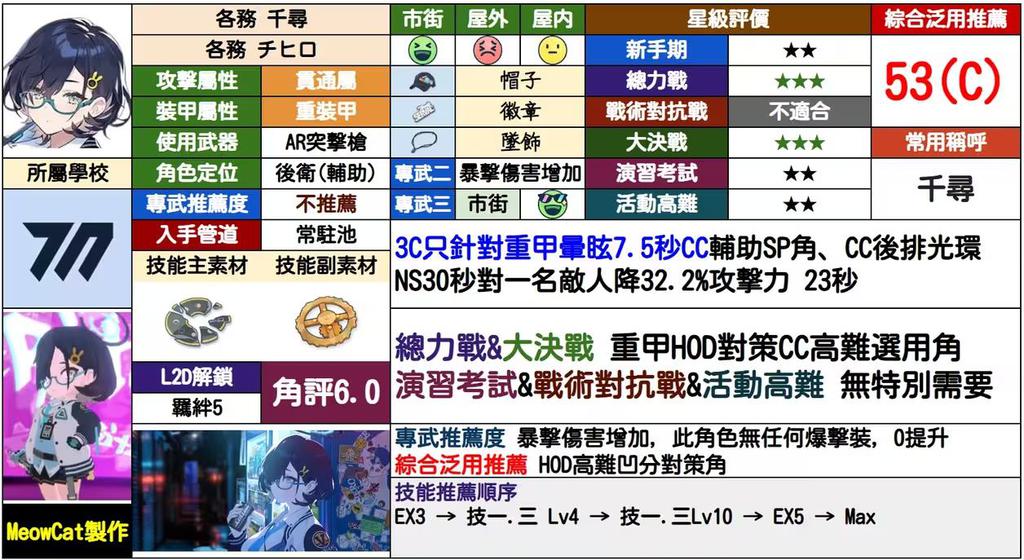 各務 千尋
各務 チヒロ
攻擊屬性 貫通屬
裝甲屬性 重裝甲
使用武器 AR突擊槍
所屬學校 角色定位 後衛(輔助)
專武推薦度 不推薦
入手管道 常駐池
技能主素材 技能副素材
L2D解鎖
羈絆5
角評6.0
MeowCat製作
市街 屋外 屋内
帽子
徽章
墜飾
專武二 暴擊傷害增加
專武三 市街
星級評價
新手期 ★★
總力戰 ★★★
戰術對抗戰 不適合
大決戰 ★★★
演習考試 ★★
活動高難 ★★
綜合泛用推薦
53(C)
常用稱呼
千尋
3C只針對重甲暈眩7.5秒CC輔助SP角、CC後排光環
NS30秒對一名敵人降32.2%攻擊力 23秒
總力戰&大決戰 重甲HOD對策CC高難選用角
演習考試&戰術對抗戰&活動高難 無特別需要
專武推薦度 暴擊傷害增加, 此角色無任何爆擊裝, 0提升
綜合泛用推薦 HOD高難凹分對策角
技能推薦順序
EX3 → 技一.三 Lv4 → 技一.三Lv10 → EX5 → Max